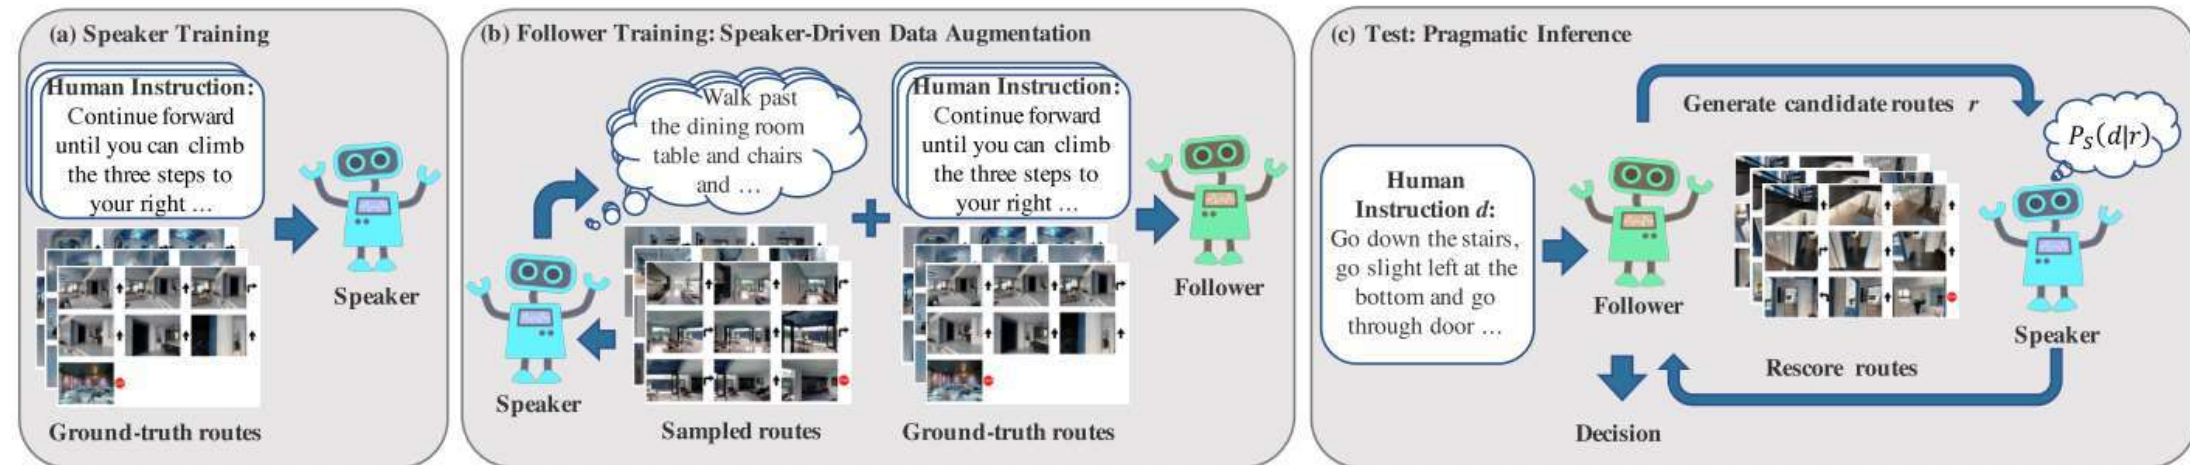 (a) Speaker Training
Human Instruction:
Continue forward
until you can climb
the three steps to
your right ...
Speaker
Ground-truth routes
(b) Follower Training: Speaker-Driven Data Augmentation
Walk past
the dining room
table and chairs
and ...
Speaker
Sampled routes
Human Instruction:
Continue forward
until you can climb
the three steps to
your right ...
Ground-truth routes
Follower
(c) Test: Pragmatic Inference
Human
Instruction d:
Go down the stairs,
go slight left at the
bottom and go
through door ...
Generate candidate routes r
P_S(d|r)
Follower
Speaker
Rescore routes
Decision